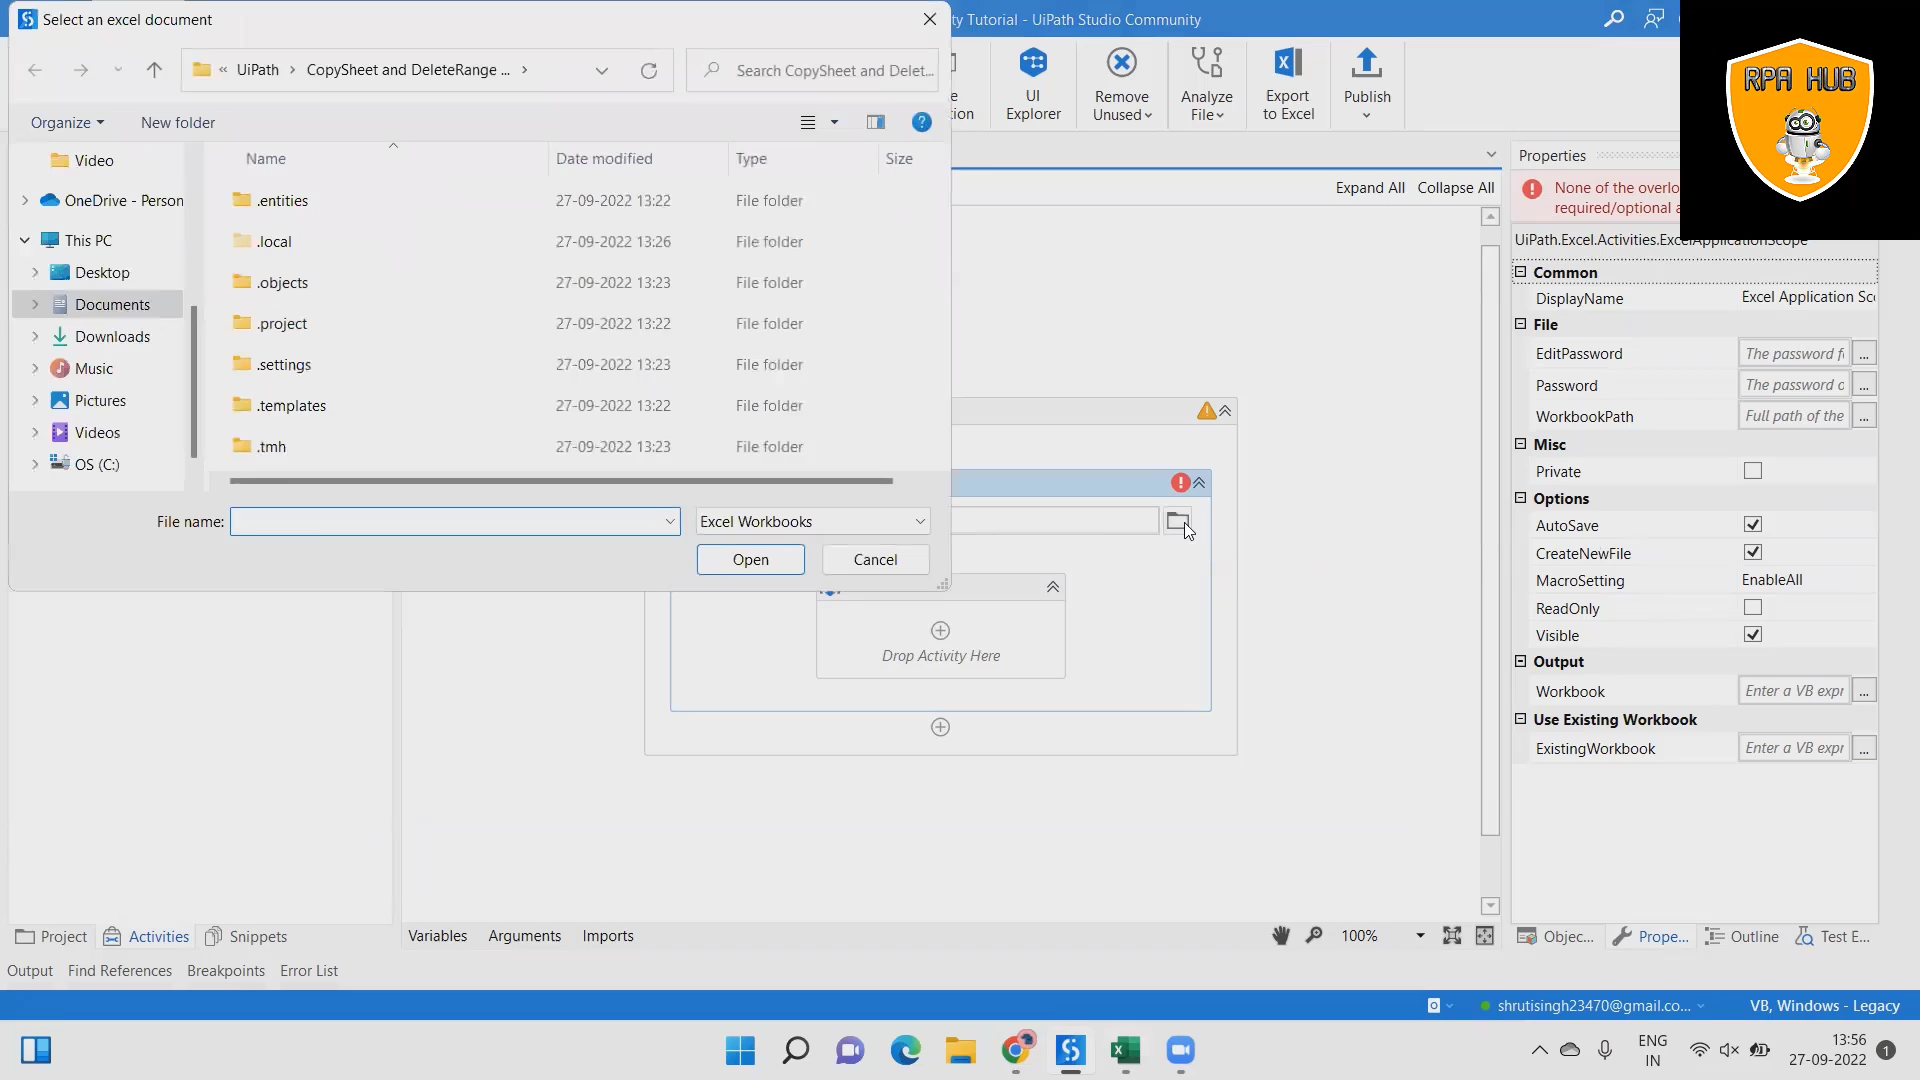 Select an excel document
ty Tutorial - UiPath Studio Community
UiPath
CopySheet and DeleteRange ...
Search CopySheet and Delet...
Organize
New folder
UI
Explorer
Remove
Unused
Analyze
File
Export
to Excel
Publish
RPA HUB
Name
Date modified
Type
Size
Video
OneDrive - Person
This PC
Desktop
Documents
Downloads
Music
Pictures
Videos
OS (C:)
.entities 27-09-2022 13:22 File folder
.local 27-09-2022 13:26 File folder
.objects 27-09-2022 13:23 File folder
.project 27-09-2022 13:22 File folder
.settings 27-09-2022 13:23 File folder
.templates 27-09-2022 13:22 File folder
.tmh 27-09-2022 13:23 File folder
File name:
Excel Workbooks
Open
Cancel
Expand All Collapse All
Drop Activity Here
Properties
None of the overlo
required/optional a
UiPath.Excel.Activities.ExcelApplicationScope
Common
DisplayName Excel Application Sco
File
EditPassword The password f
Password The password o
WorkbookPath Full path of the
Misc
Private
Options
AutoSave
CreateNewFile
MacroSetting EnableAll
ReadOnly
Visible
Output
Workbook Enter a VB expr
Use Existing Workbook
ExistingWorkbook Enter a VB expr
Project
Activities
Snippets
Variables Arguments Imports
100%
Objec...
Prope...
Outline
Test E...
Output Find References Breakpoints Error List
shrutisingh23470@gmail.co...
VB, Windows - Legacy
ENG
IN
13:56
27-09-2022
1